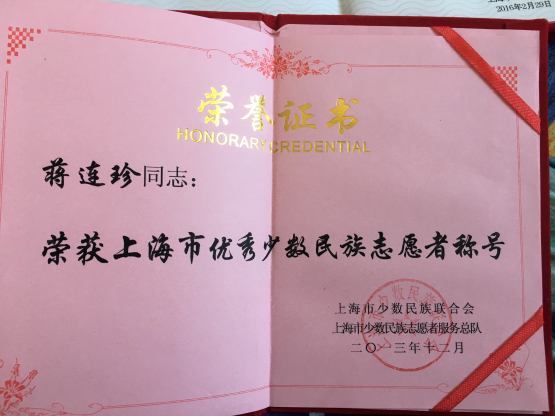 2016年2月29日
荣誉证书
HONORARY CREDENTIAL
蒋连珍同志：
荣获上海市优秀少数民族志愿者称号
上海市少数民族联合会
上海市少数民族志愿者服务总队
二〇一三年十二月